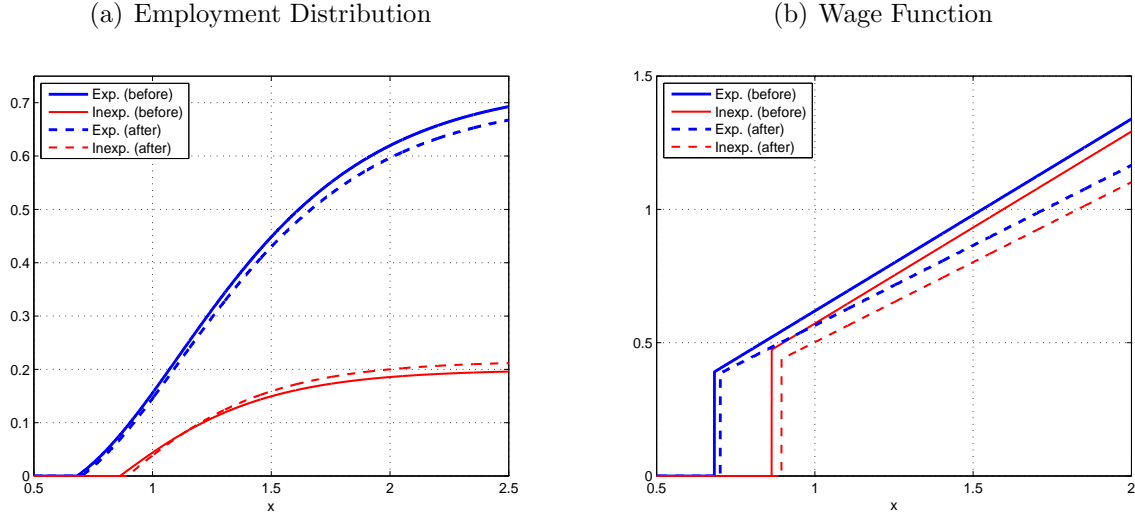 (a) Employment Distribution
0.7
0.6
0.5
0.4
0.3
0.2
0.1
0
0.5
1
1.5
2
2.5
x
Exp. (before)
Inexp. (before)
Exp. (after)
Inexp. (after)
(b) Wage Function
1.5
1
0.5
0
0.5
1
1.5
2
x
Exp. (before)
Inexp. (before)
Exp. (after)
Inexp. (after)